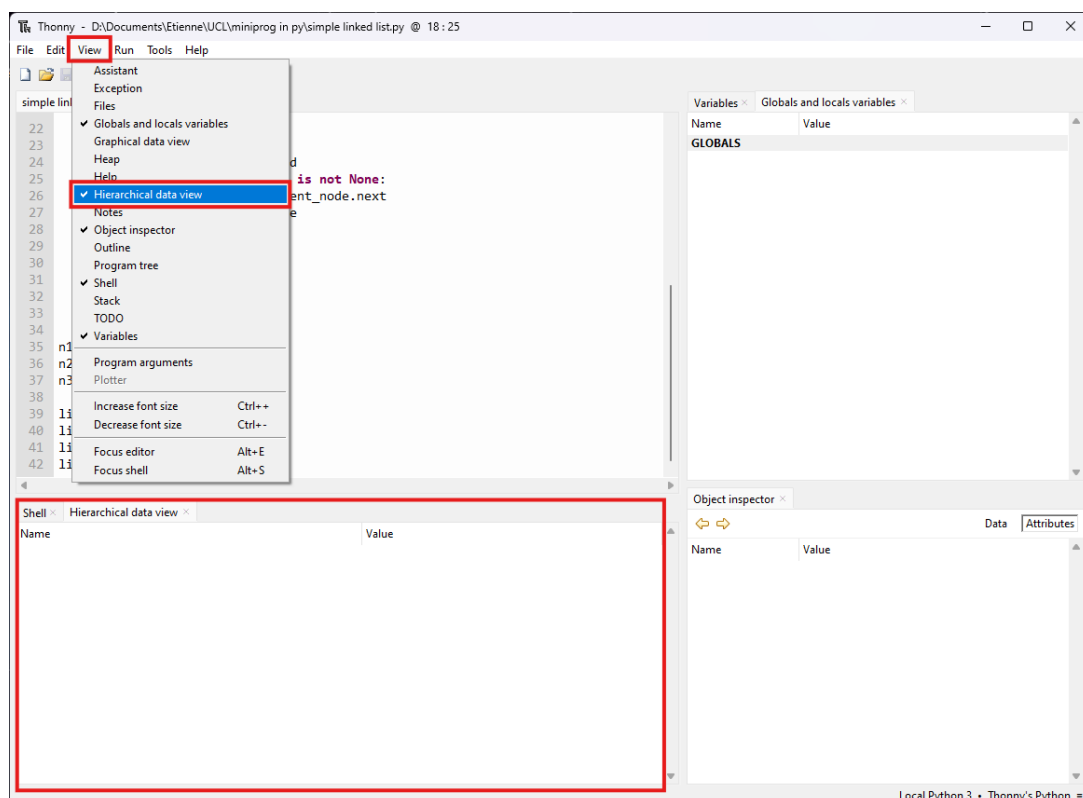 Thonny - D:\Documents\Etienne\UCL\miniprog in py\simple linked list.py @ 18 : 25
File Edit View Run Tools Help
simple linl
Assistant
Exception
Files
✓ Globals and locals variables
Graphical data view
Heap
Help
✓ Hierarchical data view
Notes
✓ Object inspector
Outline
Program tree
✓ Shell
Stack
TODO
✓ Variables
Program arguments
Plotter
Increase font size Ctrl++
Decrease font size Ctrl+-
Focus editor Alt+E
Focus shell Alt+S
22
23
24 d
25 is not None:
26 ent_node.next
27 e
28
29
30
31
32
33
34
35 n1
36 n2
37 n3
38
39 li
40 li
41 li
42 li
Variables × Globals and locals variables ×
Name Value
GLOBALS
Shell × Hierarchical data view ×
Name Value
Object inspector ×
Data Attributes
Name Value
Local Python 3 • Thonny's Python ≡